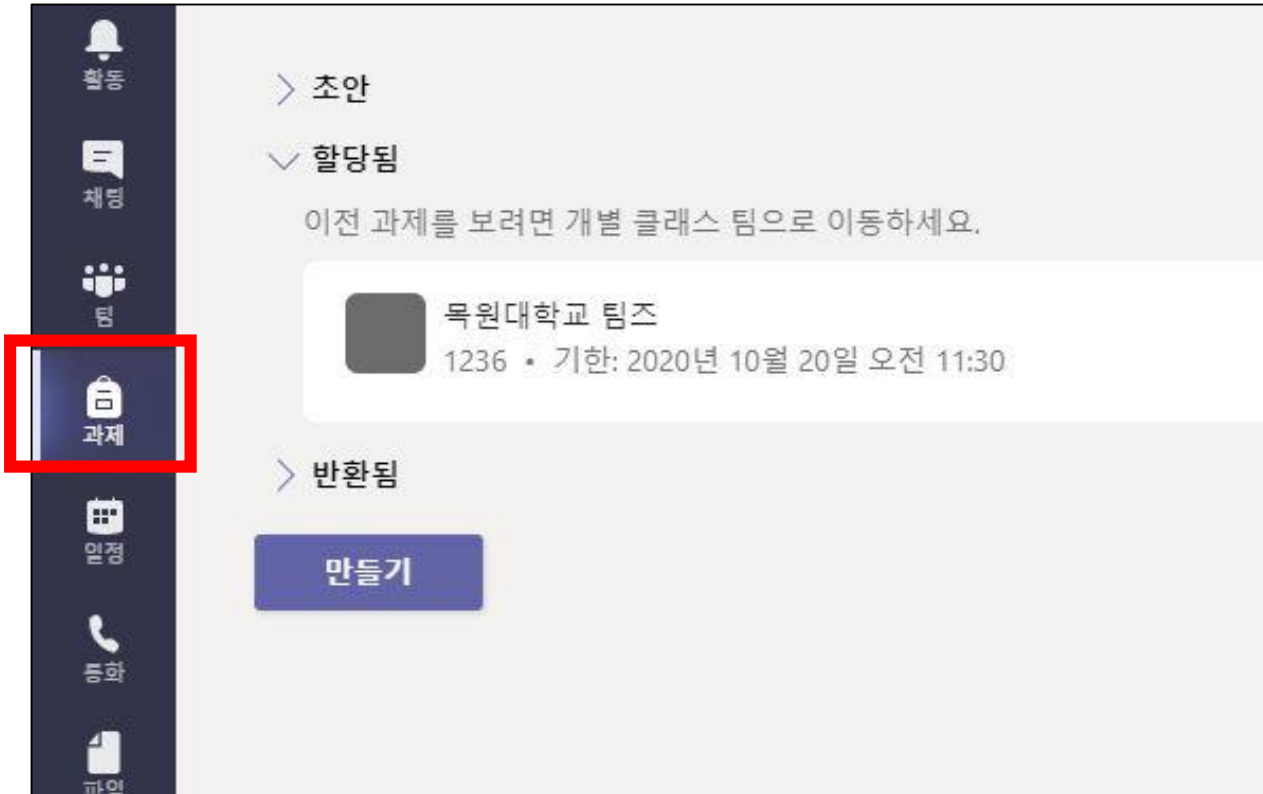 활동
채팅
팀
과제
일정
통화
파일
초안
할당됨
이전 과제를 보려면 개별 클래스 팀으로 이동하세요.
목원대학교 팀즈
1236 • 기한: 2020년 10월 20일 오전 11:30
반환됨
만들기